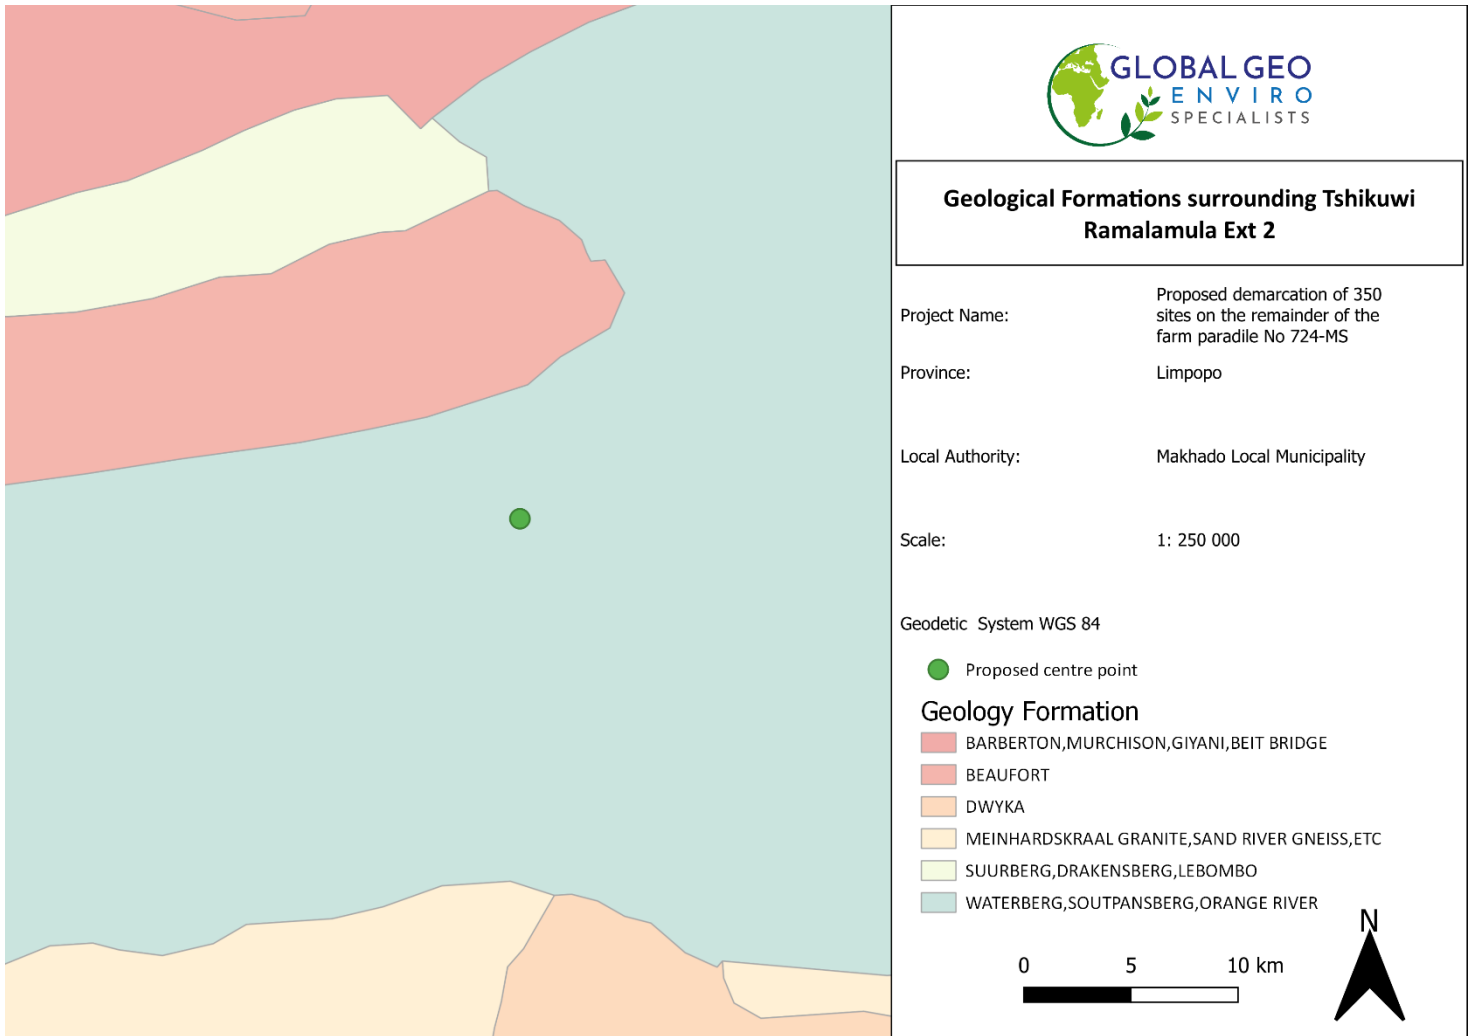 GLOBAL GEO
ENVIRO
SPECIALISTS
Geological Formations surrounding Tshikuwi
Ramalamula Ext 2
Project Name:
Proposed demarcation of 350
sites on the remainder of the
farm paradile No 724-MS
Province:
Limpopo
Local Authority:
Makhado Local Municipality
Scale:
1: 250 000
Geodetic System WGS 84
Proposed centre point
Geology Formation
BARBERTON,MURCHISON,GIYANI,BEIT BRIDGE
BEAUFORT
DWYKA
MEINHARDSKRAAL GRANITE,SAND RIVER GNEISS,ETC
SUURBERG,DRAKENSBERG,LEBOMBO
WATERBERG,SOUTPANSBERG,ORANGE RIVER
N
0 5 10 km